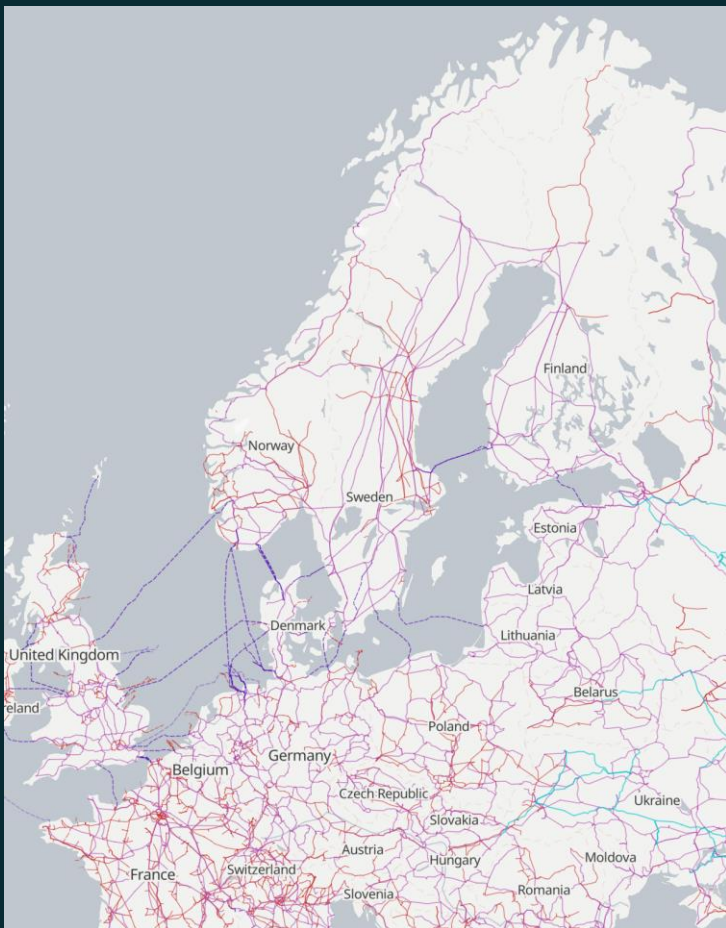 Finland
Norway
Sweden
Estonia
Latvia
Denmark
Lithuania
United Kingdom
Belarus
reland
Poland
Germany
Belgium
Czech Republic
Ukraine
Slovakia
Austria
Hungary
Moldova
France
Switzerland
Slovenia
Romania